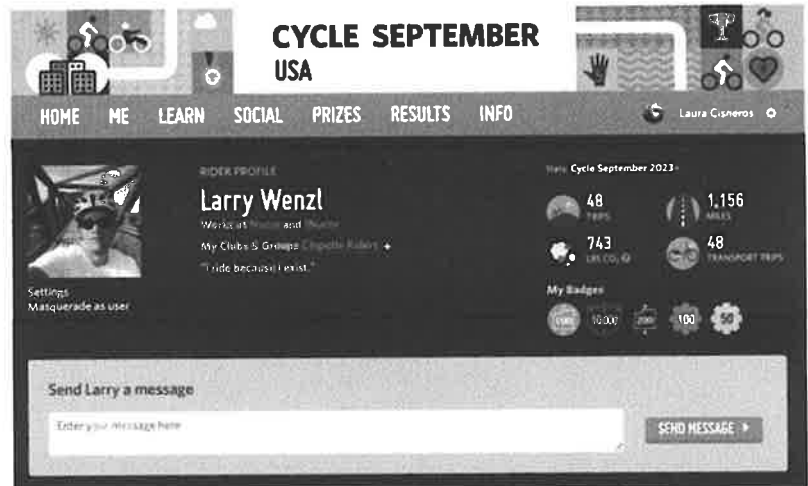 CYCLE SEPTEMBER
USA
HOME ME LEARN SOCIAL PRIZES RESULTS INFO
Laura Cisneros
RIDER PROFILE
Larry Wenzl
Works at and
My Clubs & Groups Chipotle Riders +
"I ride because I exist."
Settings
Masquerade as user
Stats Cycle September 2023
48
TRIPS
1,156
MILES
743
LBS CO₂
48
TRANSPORT TRIPS
My Badges
10,000 200 100 50
Send Larry a message
Enter your message here
SEND MESSAGE